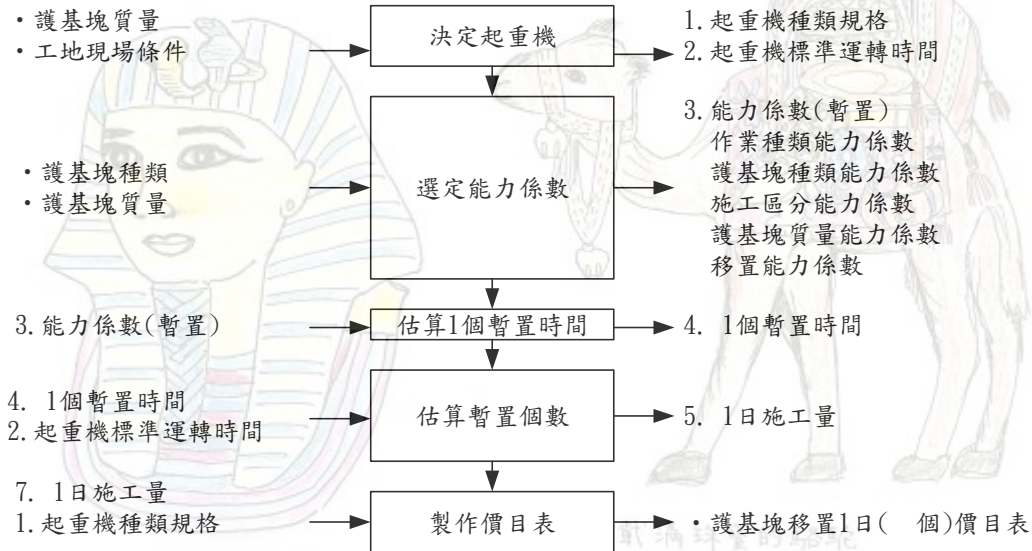 ・護基塊質量
・工地現場條件
決定起重機
1.起重機種類規格
2.起重機標準運轉時間
・護基塊種類
・護基塊質量
選定能力係數
3.能力係數(暫置)
作業種類能力係數
護基塊種類能力係數
施工區分能力係數
護基塊質量能力係數
移置能力係數
3.能力係數(暫置)
估算1個暫置時間
4. 1個暫置時間
4. 1個暫置時間
2.起重機標準運轉時間
估算暫置個數
5. 1日施工量
7. 1日施工量
1.起重機種類規格
製作價目表
・護基塊移置1日(　個)價目表